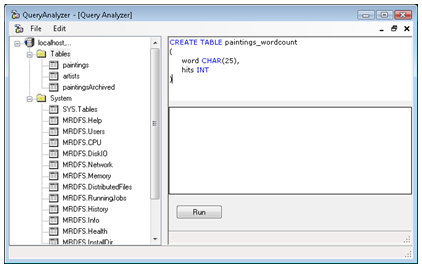 QueryAnalyzer - [Query Analyzer]
File Edit
localhost,...
Tables
paintings
artists
paintingsArchived
System
SYS.Tables
MRDFS.Help
MRDFS.Users
MRDFS.CPU
MRDFS.DiskIO
MRDFS.Network
MRDFS.Memory
MRDFS.DistributedFiles
MRDFS.RunningJobs
MRDFS.History
MRDFS.Info
MRDFS.Health
MRDFS.InstallDir
CREATE TABLE paintings_wordcount
(
word CHAR(25),
hits INT
)
Run